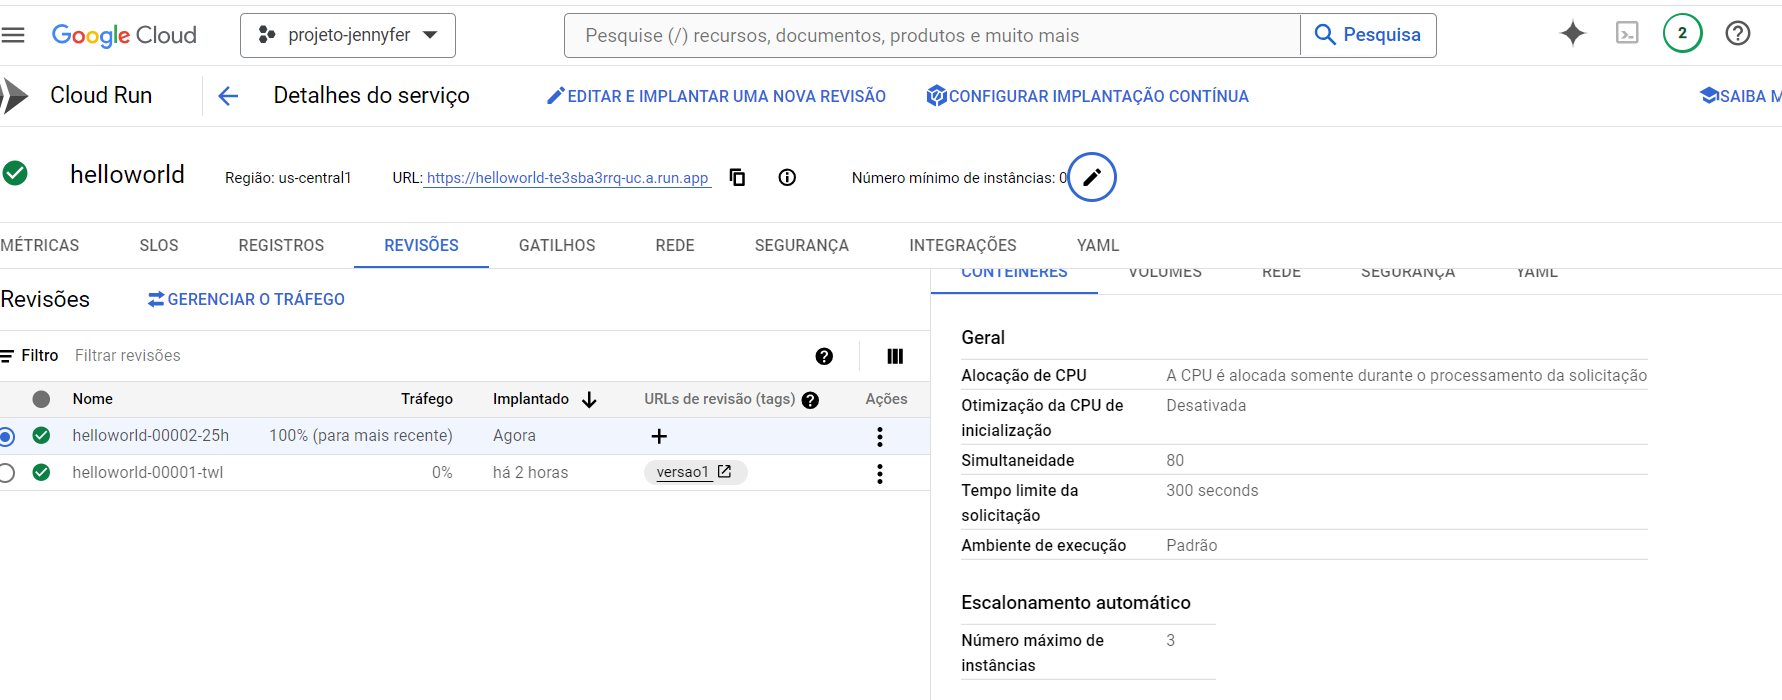 Google Cloud
projeto-jennyfer
Pesquise (/) recursos, documentos, produtos e muito mais
Pesquisa
2
Cloud Run
Detalhes do serviço
EDITAR E IMPLANTAR UMA NOVA REVISÃO
CONFIGURAR IMPLANTAÇÃO CONTÍNUA
SAIBA M
helloworld
Região: us-central1
URL: https://helloworld-te3sba3rrq-uc.a.run.app
Número mínimo de instâncias: 0
MÉTRICAS SLOS REGISTROS REVISÕES GATILHOS REDE SEGURANÇA INTEGRAÇÕES YAML
Revisões
GERENCIAR O TRÁFEGO
Filtro Filtrar revisões
Nome Tráfego Implantado URLs de revisão (tags) Ações
helloworld-00002-25h 100% (para mais recente) Agora
helloworld-00001-twl 0% há 2 horas versao1
CONTÊINERES VOLUMES REDE SEGURANÇA YAML
Geral
Alocação de CPU A CPU é alocada somente durante o processamento da solicitação
Otimização da CPU de Desativada
inicialização
Simultaneidade 80
Tempo limite da 300 seconds
solicitação
Ambiente de execução Padrão
Escalonamento automático
Número máximo de 3
instâncias